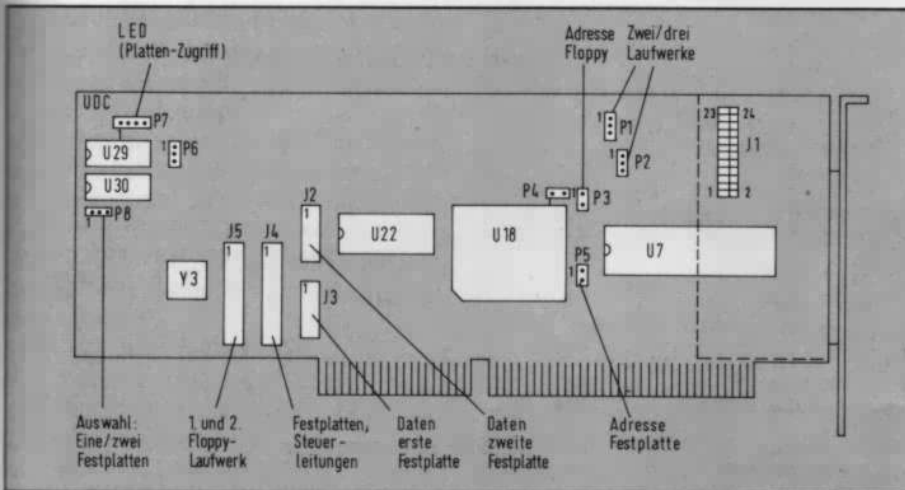 LED
(Platten-Zugriff)
Adresse
Floppy
Zwei/drei
Laufwerke
UDC
P7
U29
1 P6
U30
P8
1
J5
1
J4
1
J2
1
J3
1
Y3
U22
U18
P4
1
P3
1
P1
1
P2
1
P5
U7
23 24
J1
1 2
Auswahl:
Eine/zwei
Festplatten
1. und 2.
Floppy-
Laufwerk
Festplatten,
Steuer-
leitungen
Daten
erste
Festplatte
Daten
zweite
Festplatte
Adresse
Festplatte